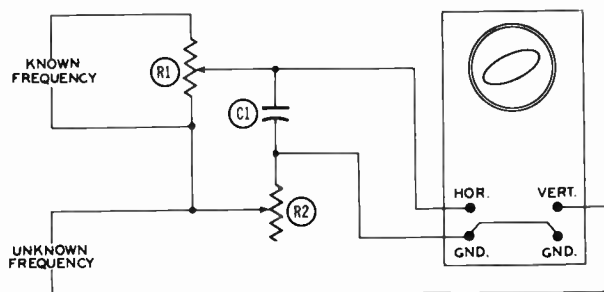 KNOWN
FREQUENCY
R1
C1
R2
UNKNOWN
FREQUENCY
HOR. VERT.
GND. GND.